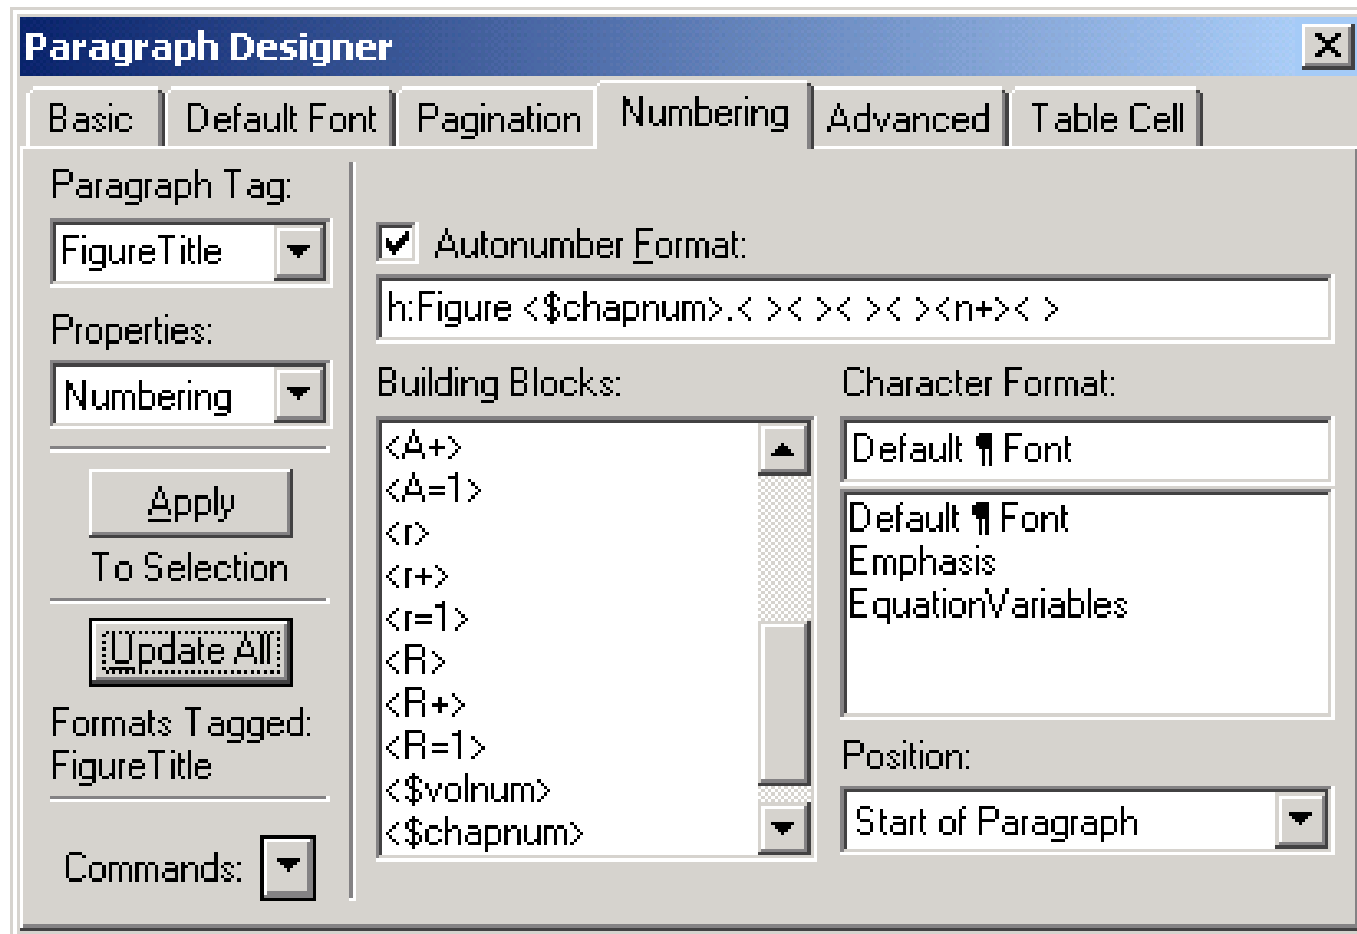 Paragraph Designer
Basic
Default Font
Pagination
Numbering
Advanced
Table Cell
Paragraph Tag:
FigureTitle
Properties:
Numbering
Apply
To Selection
Update All
Formats Tagged:
FigureTitle
Commands:
Autonumber Format:
h:Figure <$chapnum>.< >< >< >< ><n+>< >
Building Blocks:
<A+>
<A=1>
<r>
<r+>
<r=1>
<R>
<R+>
<R=1>
<$volnum>
<$chapnum>
Character Format:
Default ¶ Font
Default ¶ Font
Emphasis
EquationVariables
Position:
Start of Paragraph